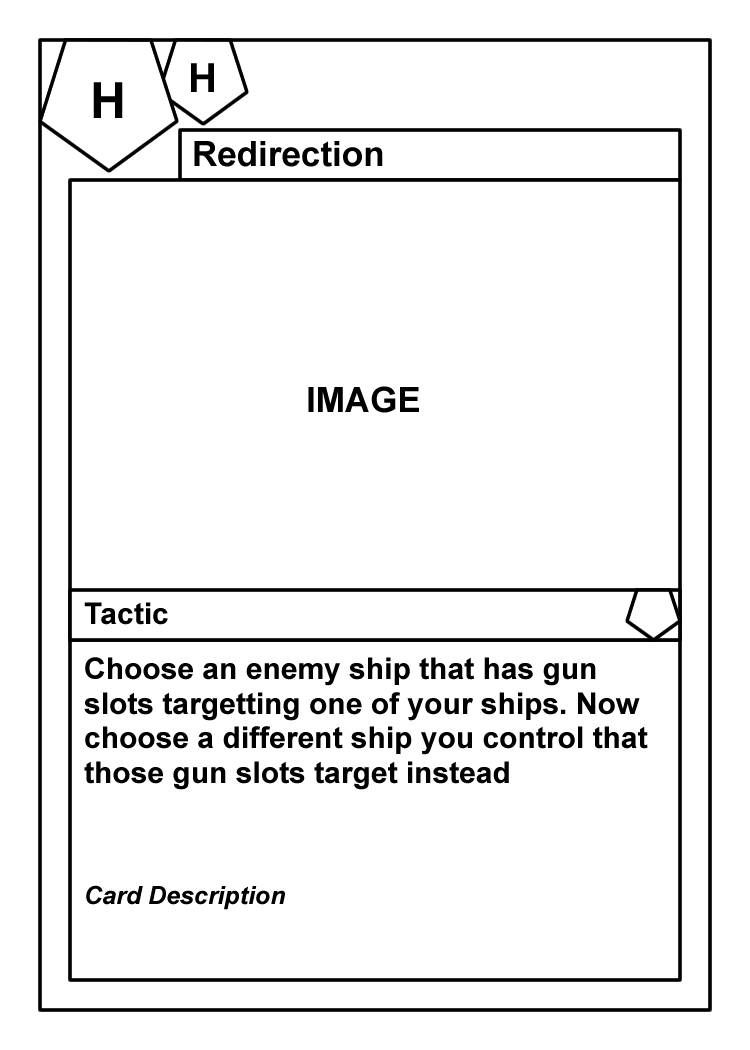 H
H
Redirection
IMAGE
Tactic
Choose an enemy ship that has gun
slots targetting one of your ships. Now
choose a different ship you control that
those gun slots target instead
Card Description